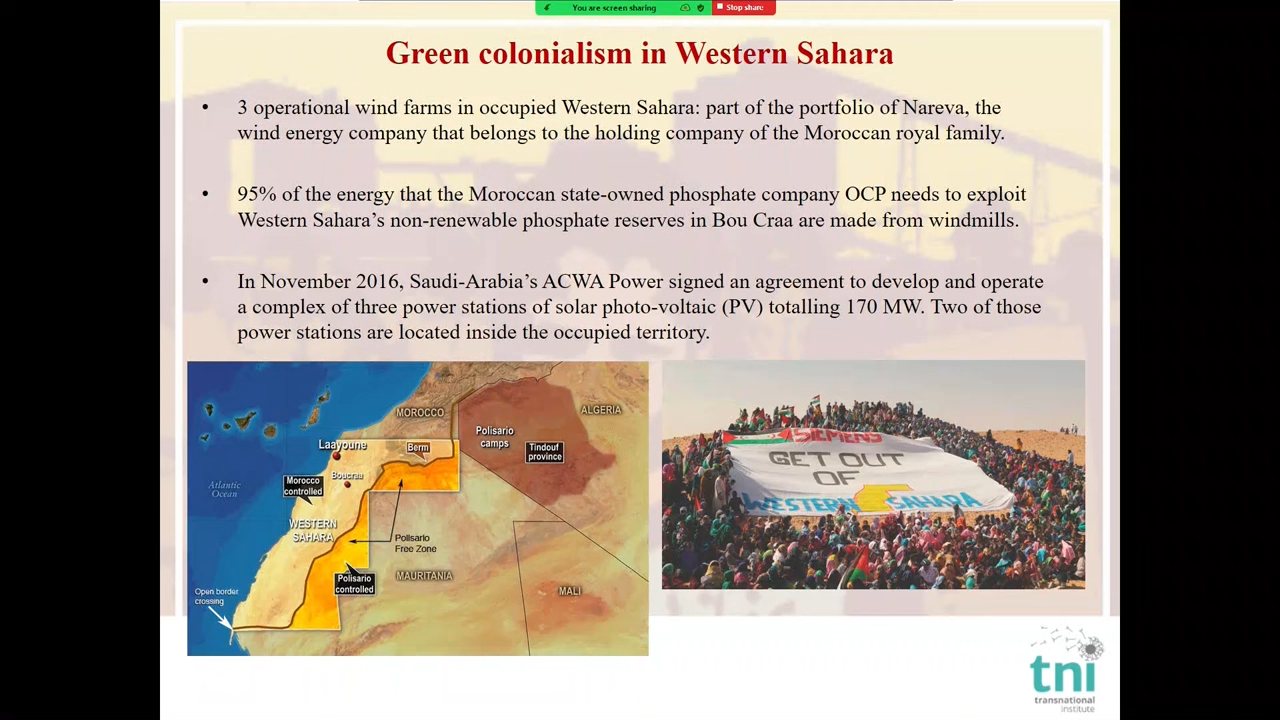 You are screen sharing
Stop share
Green colonialism in Western Sahara
• 3 operational wind farms in occupied Western Sahara: part of the portfolio of Nareva, the
wind energy company that belongs to the holding company of the Moroccan royal family.
• 95% of the energy that the Moroccan state-owned phosphate company OCP needs to exploit
Western Sahara's non-renewable phosphate reserves in Bou Craa are made from windmills.
• In November 2016, Saudi-Arabia's ACWA Power signed an agreement to develop and operate
a complex of three power stations of solar photo-voltaic (PV) totalling 170 MW. Two of those
power stations are located inside the occupied territory.
MOROCCO
ALGERIA
Polisario
camps
Tindouf
province
Laayoune
Berm
Boucraa
Morocco
controlled
Atlantic
Ocean
WESTERN
SAHARA
Polisario
Free Zone
MAURITANIA
Polisario
controlled
MALI
Open border
crossing
SIEMENS
GET OUT
OF
WESTERN SAHARA
tni
transnational
institute